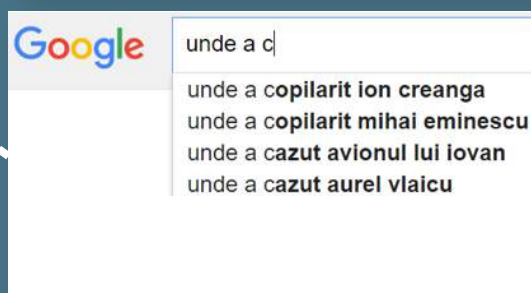 Google
unde a c
unde a copilarit ion creanga
unde a copilarit mihai eminescu
unde a cazut avionul lui iovan
unde a cazut aurel vlaicu